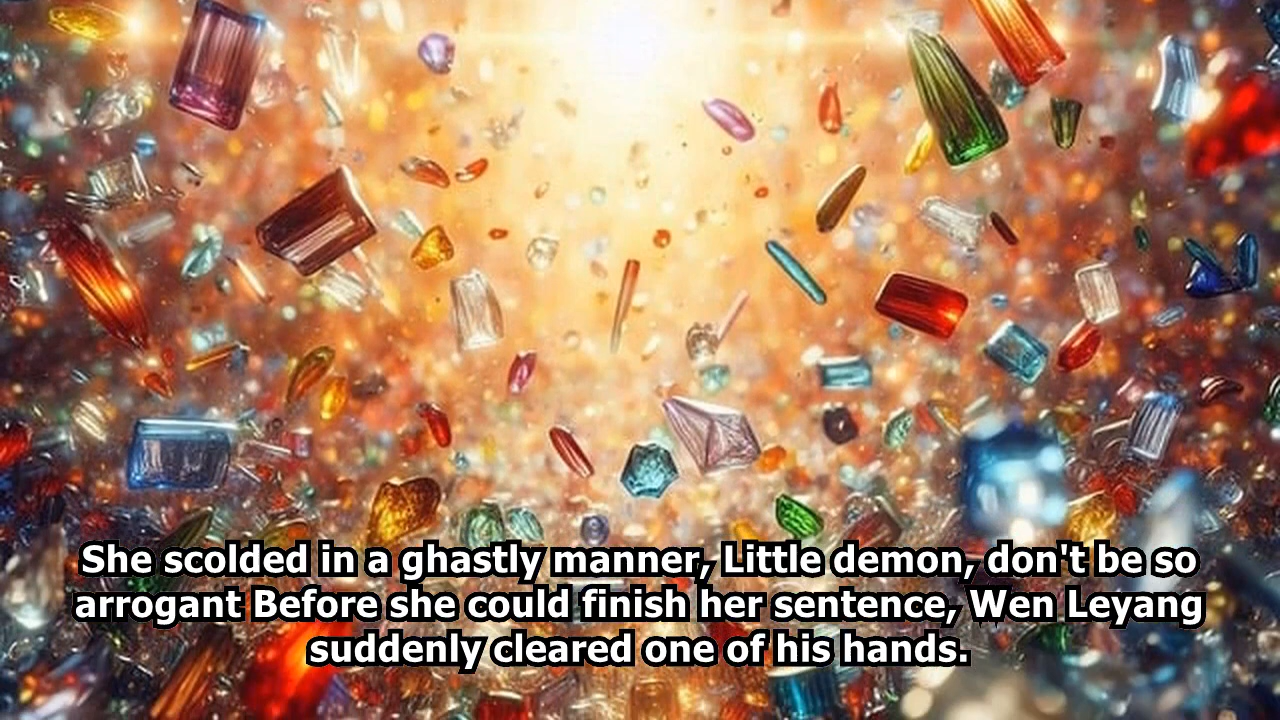 She scolded in a ghastly manner, Little demon, don't be so
arrogant Before she could finish her sentence, Wen Leyang
suddenly cleared one of his hands.